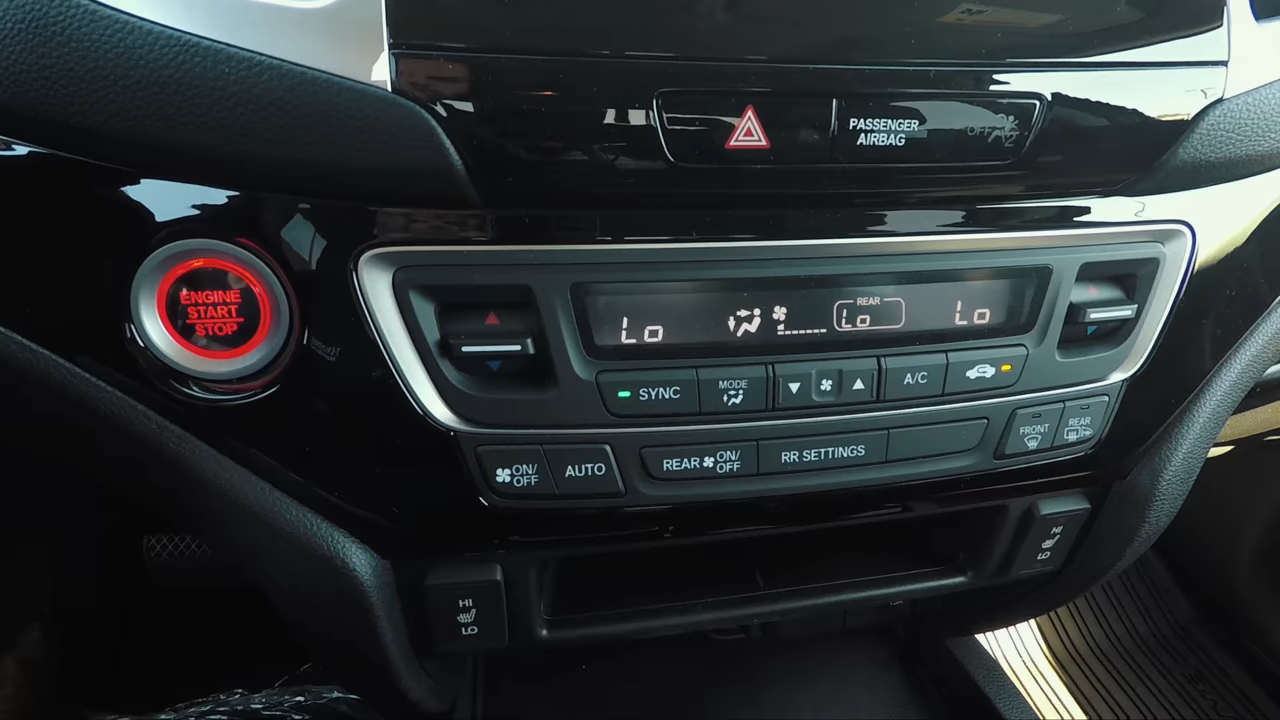 PASSENGER
AIRBAG
OFF
2
ENGINE
START
STOP
Lo
REAR
Lo
Lo
SYNC
MODE
A/C
ON/
OFF
AUTO
REAR ON/
OFF
RR SETTINGS
FRONT
REAR
HI
LO
HI
LO